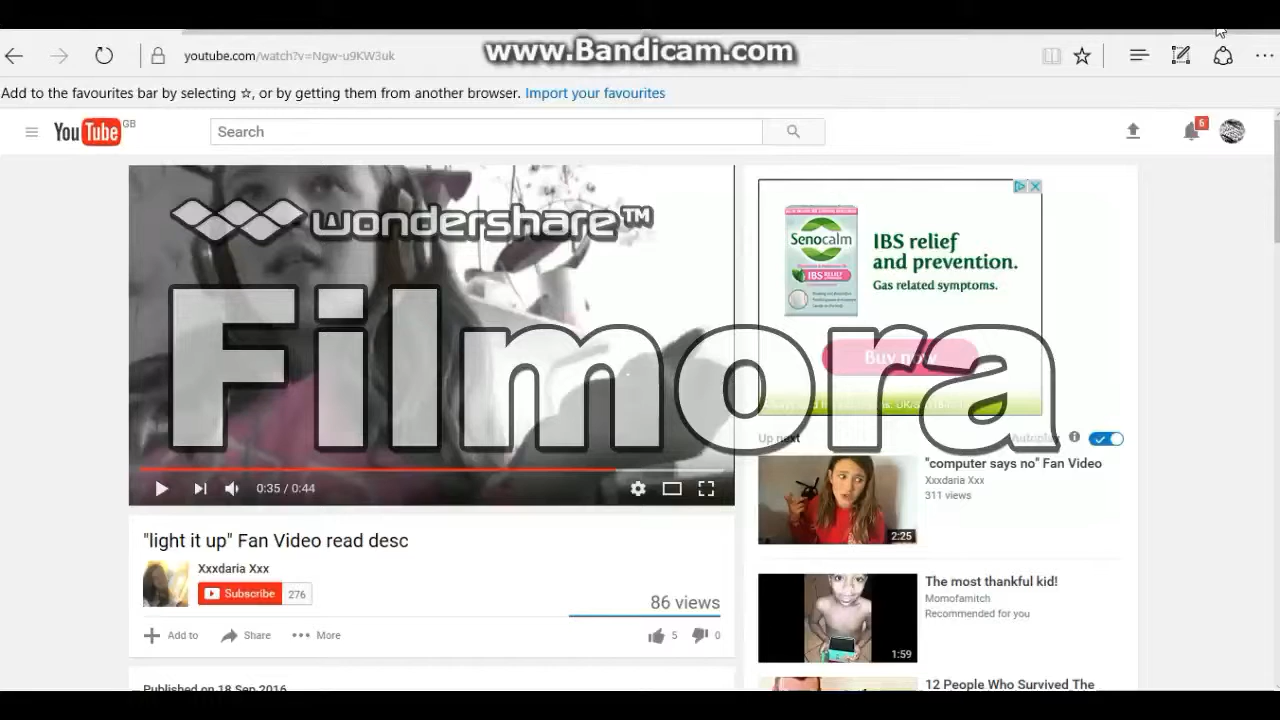 www.Bandicam.com
youtube.com/watch?v=Ngw-u9KW3uk
Add to the favourites bar by selecting ☆, or by getting them from another browser. Import your favourites
YouTube GB
Search
6
wondershare™
Filmora
Senocalm
IBS RELIEF
IBS relief
and prevention.
Gas related symptoms.
Buy now
0:35 / 0:44
Up next
Autoplay
"light it up" Fan Video read desc
Xxxdaria Xxx
Subscribe 276
86 views
Add to Share More
5 0
"computer says no" Fan Video
Xxxdaria Xxx
311 views
2:25
The most thankful kid!
Momofamitch
Recommended for you
1:59
12 People Who Survived The
Published on 18 Sep 2016